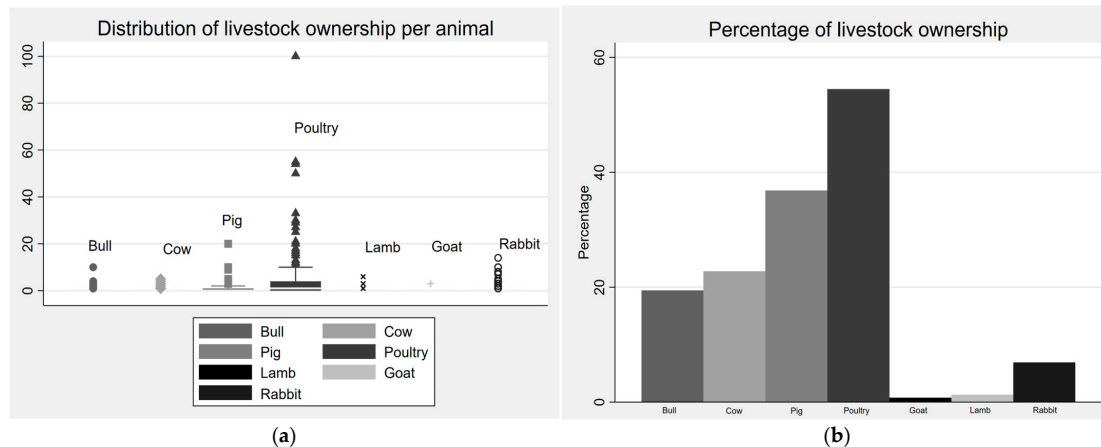 Distribution of livestock ownership per animal
100
80
60
40
20
0
Bull
Cow
Pig
Poultry
Lamb
Goat
Rabbit
Bull Cow
Pig Poultry
Lamb Goat
Rabbit
(a)
Percentage of livestock ownership
Percentage
60
40
20
0
Bull Cow Pig Poultry Goat Lamb Rabbit
(b)